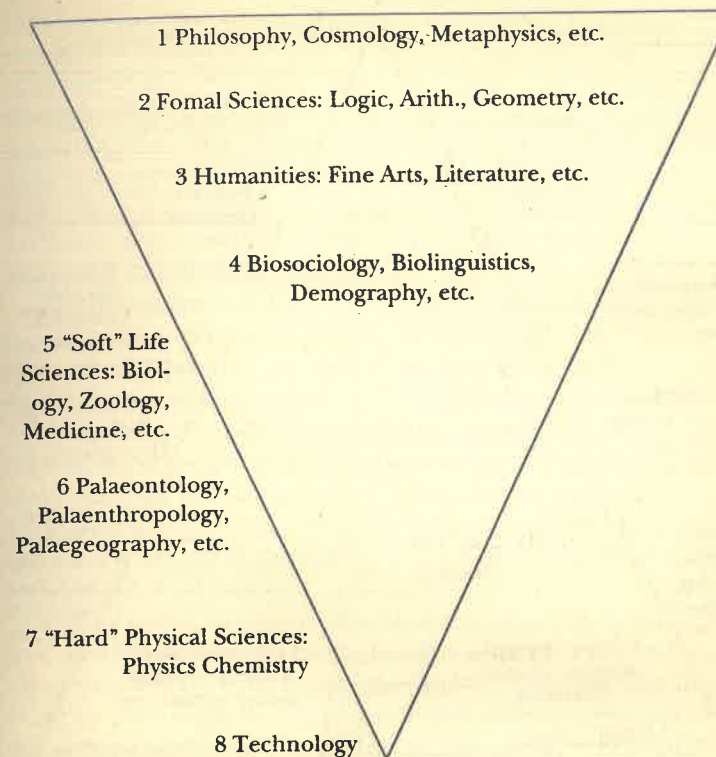 1 Philosophy, Cosmology, Metaphysics, etc.
2 Fomal Sciences: Logic, Arith., Geometry, etc.
3 Humanities: Fine Arts, Literature, etc.
4 Biosociology, Biolinguistics,
Demography, etc.
5 “Soft” Life
Sciences: Biol-
ogy, Zoology,
Medicine, etc.
6 Palaeontology,
Palaenthropology,
Palaegeography, etc.
7 “Hard” Physical Sciences:
Physics Chemistry
8 Technology